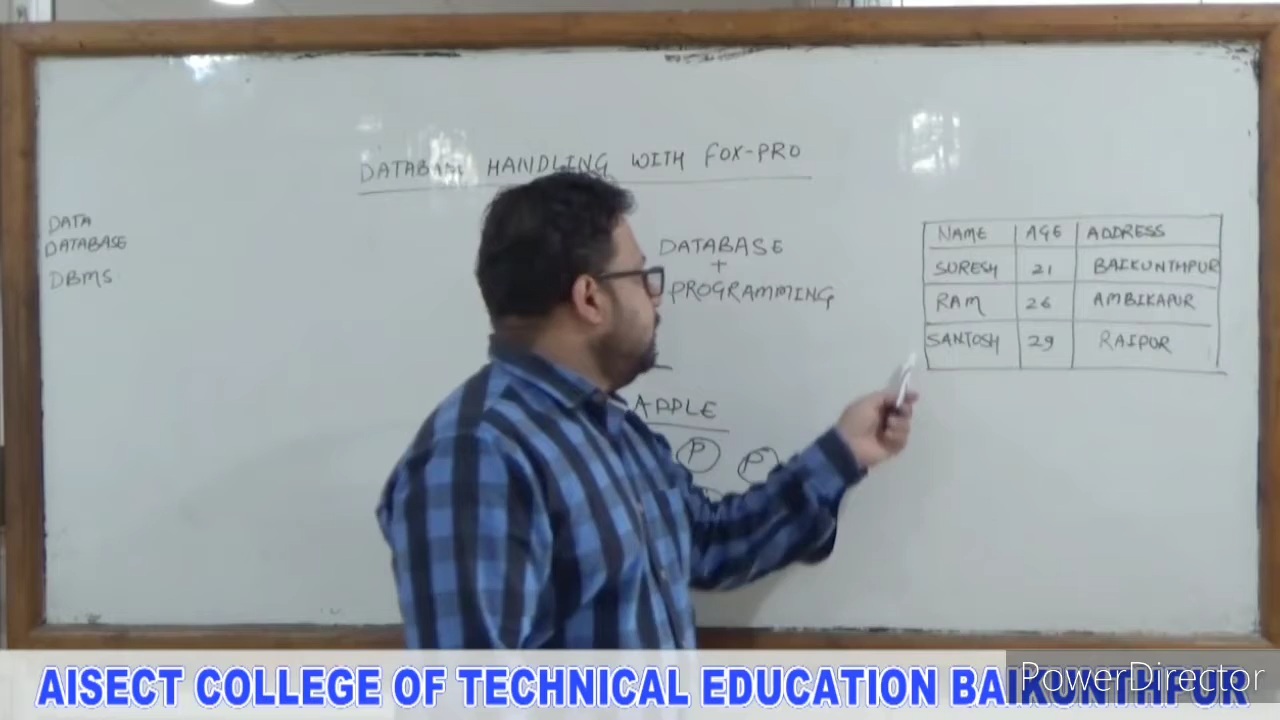 DATABASE HANDLING WITH FOX-PRO
DATA
DATABASE
DBMS
DATABASE
+
PROGRAMMING
APPLE
P P
NAME AGE ADDRESS
SURESH 21 BAIKUNTHPUR
RAM 26 AMBIKAPUR
SANTOSH 29 RAIPUR
AISECT COLLEGE OF TECHNICAL EDUCATION BAIKUNTHPUR
PowerDirector